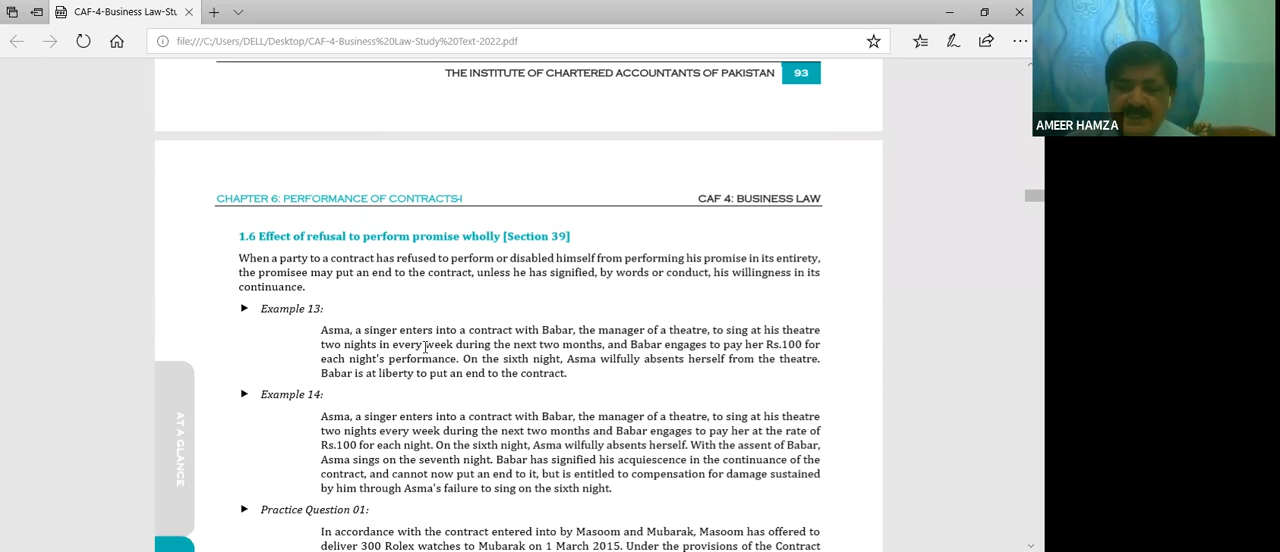 CAF-4-Business Law-Stu
file:///C:/Users/DELL/Desktop/CAF-4-Business%20Law-Study%20Text-2022.pdf
AMEER HAMZA
THE INSTITUTE OF CHARTERED ACCOUNTANTS OF PAKISTAN 93
CHAPTER 6: PERFORMANCE OF CONTRACTS-I CAF 4: BUSINESS LAW
1.6 Effect of refusal to perform promise wholly [Section 39]
When a party to a contract has refused to perform or disabled himself from performing his promise in its entirety,
the promisee may put an end to the contract, unless he has signified, by words or conduct, his willingness in its
continuance.
Example 13:
Asma, a singer enters into a contract with Babar, the manager of a theatre, to sing at his theatre
two nights in every week during the next two months, and Babar engages to pay her Rs.100 for
each night's performance. On the sixth night, Asma wilfully absents herself from the theatre.
Babar is at liberty to put an end to the contract.
Example 14:
Asma, a singer enters into a contract with Babar, the manager of a theatre, to sing at his theatre
two nights every week during the next two months and Babar engages to pay her at the rate of
Rs.100 for each night. On the sixth night, Asma wilfully absents herself. With the assent of Babar,
Asma sings on the seventh night. Babar has signified his acquiescence in the continuance of the
contract, and cannot now put an end to it, but is entitled to compensation for damage sustained
by him through Asma's failure to sing on the sixth night.
AT A GLANCE
Practice Question 01:
In accordance with the contract entered into by Masoom and Mubarak, Masoom has offered to
deliver 300 Rolex watches to Mubarak on 1 March 2015. Under the provisions of the Contract